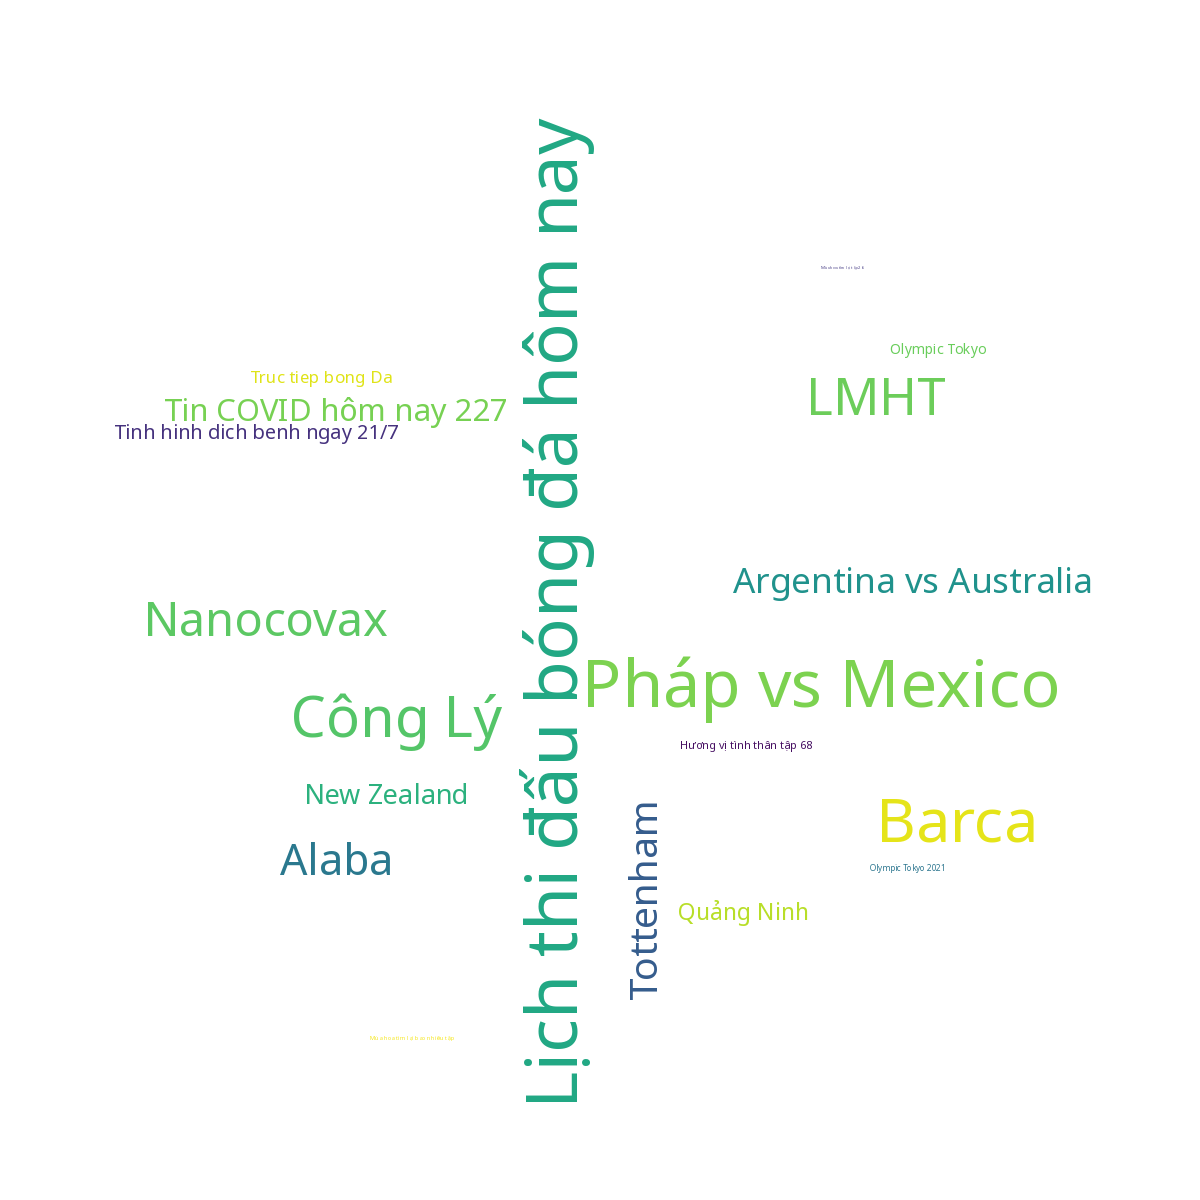 Lịch thi đấu bóng đá hôm nay
Olympic Tokyo
Truc tiep bong Da
LMHT
Tin COVID hôm nay 227
Tinh hinh dich benh ngay 21/7
Argentina vs Australia
Nanocovax
Pháp vs Mexico
Công Lý
Hương vị tình thân tập 68
New Zealand
Barca
Alaba
Olympic Tokyo 2021
Tottenham
Quảng Ninh